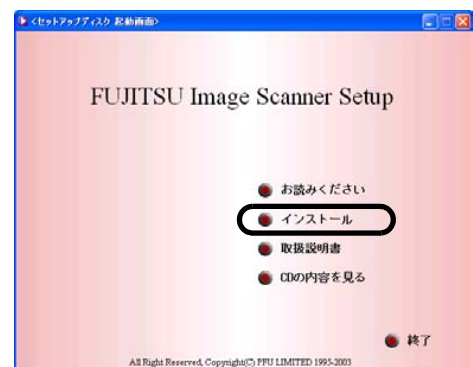 <セットアップディスク 起動画面>
FUJITSU Image Scanner Setup
お読みください
インストール
取扱説明書
CDの内容を見る
終了
All Right Reserved, Copyright(C) PFU LIMITED 1995-2003